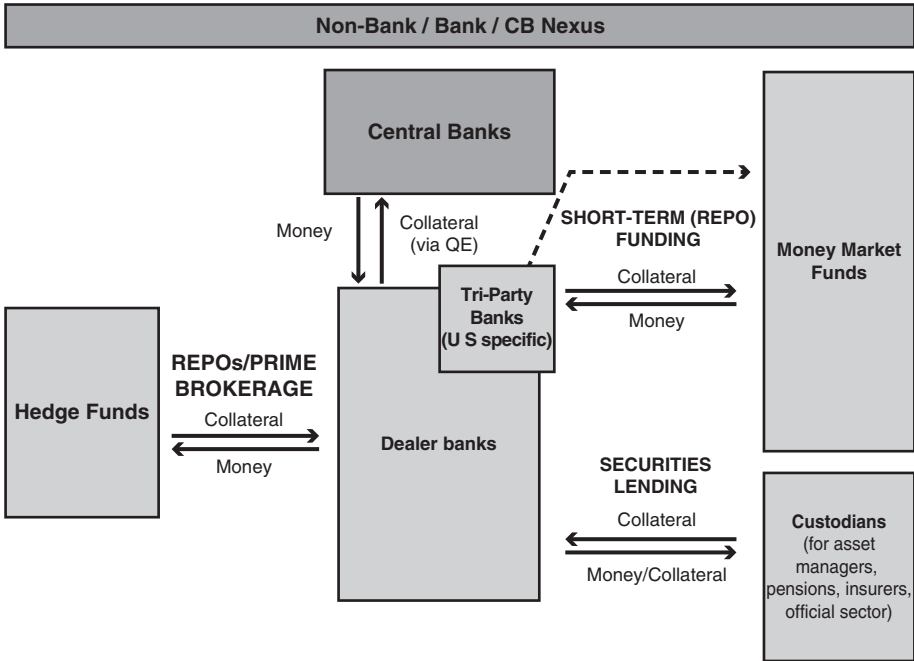 Non-Bank / Bank / CB Nexus
Central Banks
Money
Collateral
(via QE)
SHORT-TERM (REPO)
FUNDING
Collateral
Money
Money Market
Funds
Tri-Party
Banks
(U S specific)
Hedge Funds
REPOs/PRIME
BROKERAGE
Collateral
Money
Dealer banks
SECURITIES
LENDING
Collateral
Money/Collateral
Custodians
(for asset
managers,
pensions, insurers,
official sector)